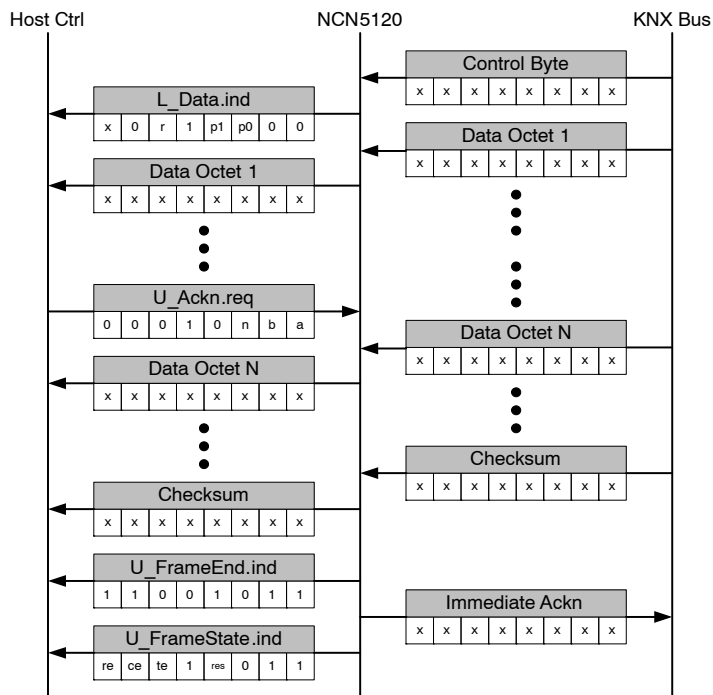 Host Ctrl NCN5120 KNX Bus
Control Byte
x x x x x x x x
L_Data.ind
x 0 r 1 p1 p0 0 0
Data Octet 1
x x x x x x x x
Data Octet 1
x x x x x x x x
U_Ackn.req
0 0 0 1 0 n b a
Data Octet N
x x x x x x x x
Data Octet N
x x x x x x x x
Checksum
x x x x x x x x
Checksum
x x x x x x x x
U_FrameEnd.ind
1 1 0 0 1 0 1 1
Immediate Ackn
x x x x x x x x
U_FrameState.ind
re ce te 1 res 0 1 1